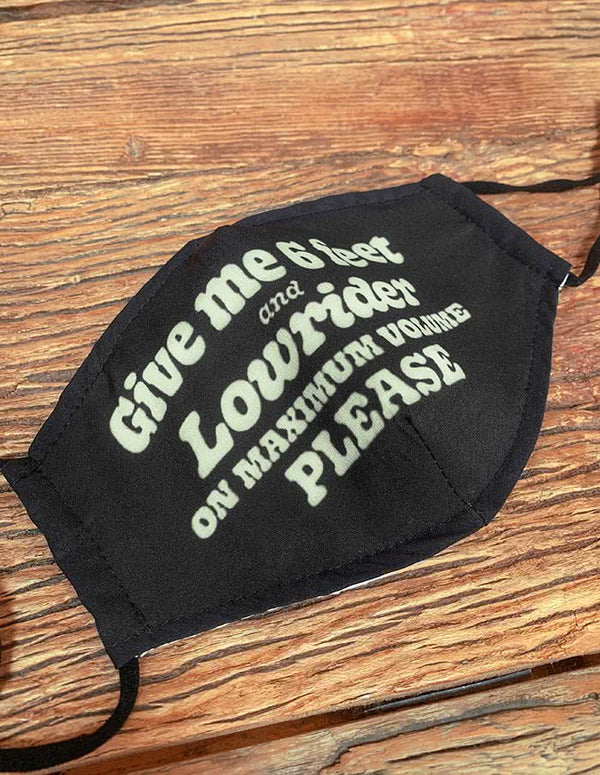 Give me 6 feet
and
Lowrider
ON MAXIMUM VOLUME
PLEASE